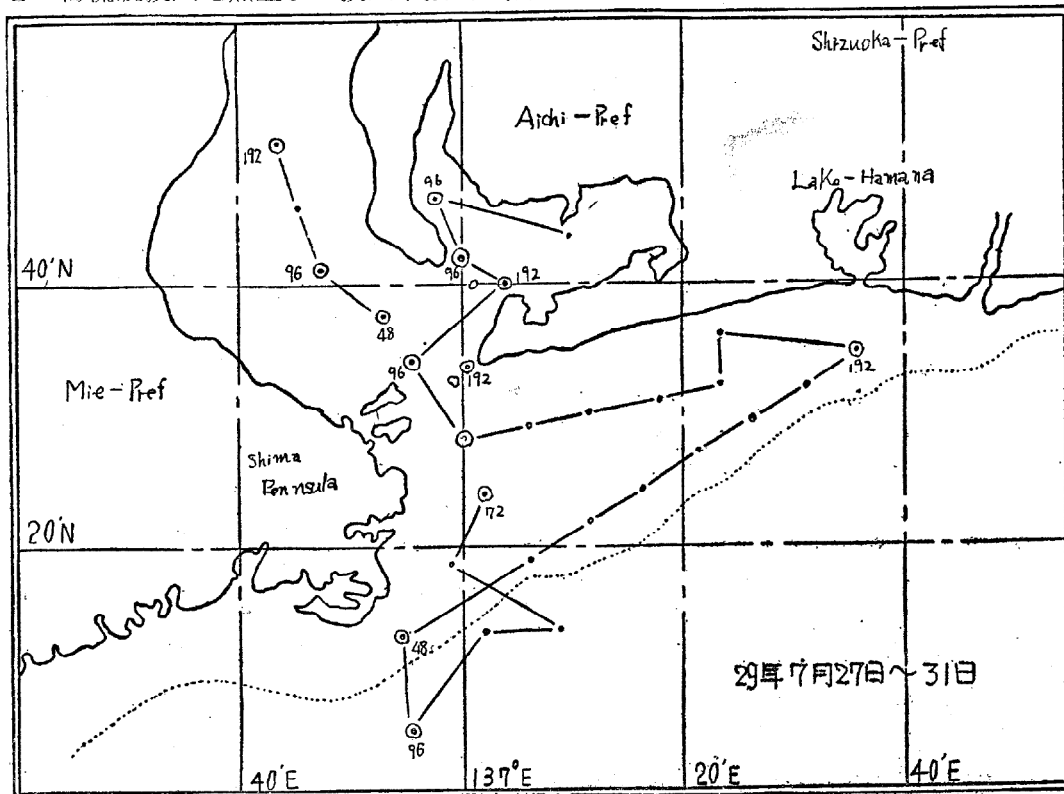 Shizuoka-Pref
Aichi-Pref
192
96
Lake-Hamana
40'N
96
96
192
48
96
192
192
Mie-Pref
Shima
Peninsula
72
20'N
48
29年7月27日~31日
96
40'E
137°E
20'E
40'E